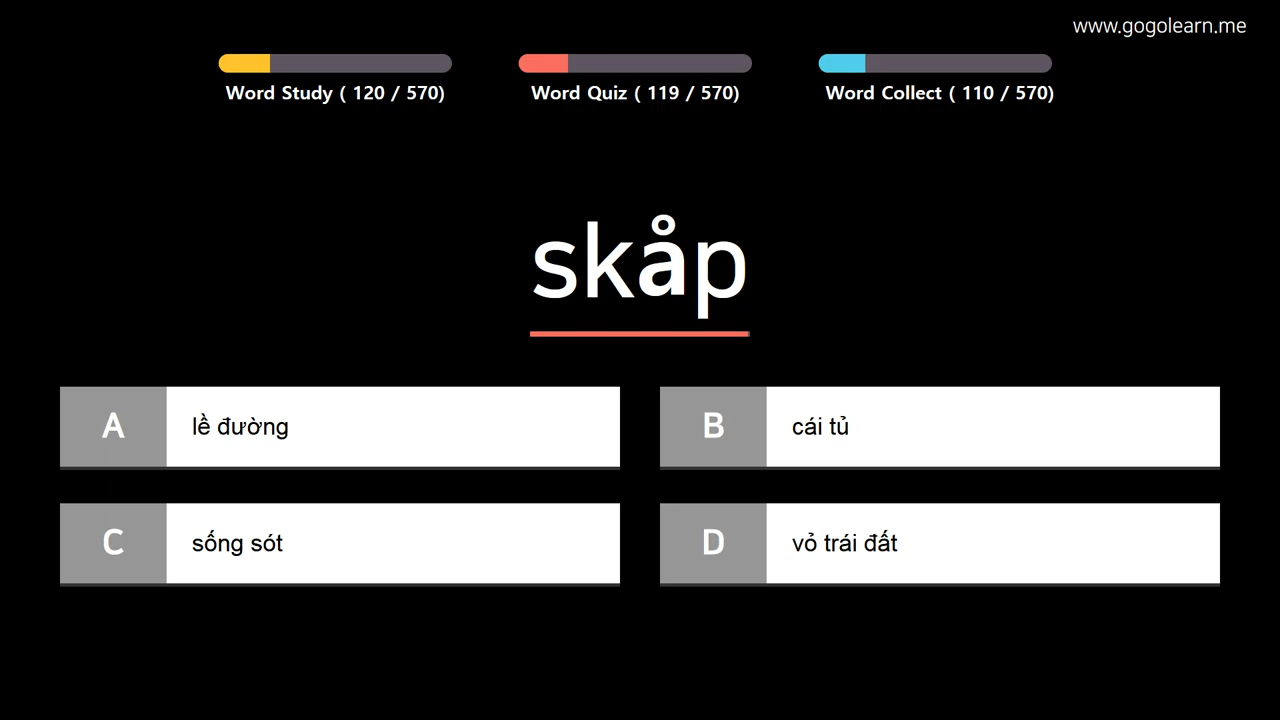 www.gogolearn.me
Word Study ( 120 / 570)
Word Quiz ( 119 / 570)
Word Collect ( 110 / 570)
skåp
A
lề đường
B
cái tủ
C
sống sót
D
vỏ trái đất